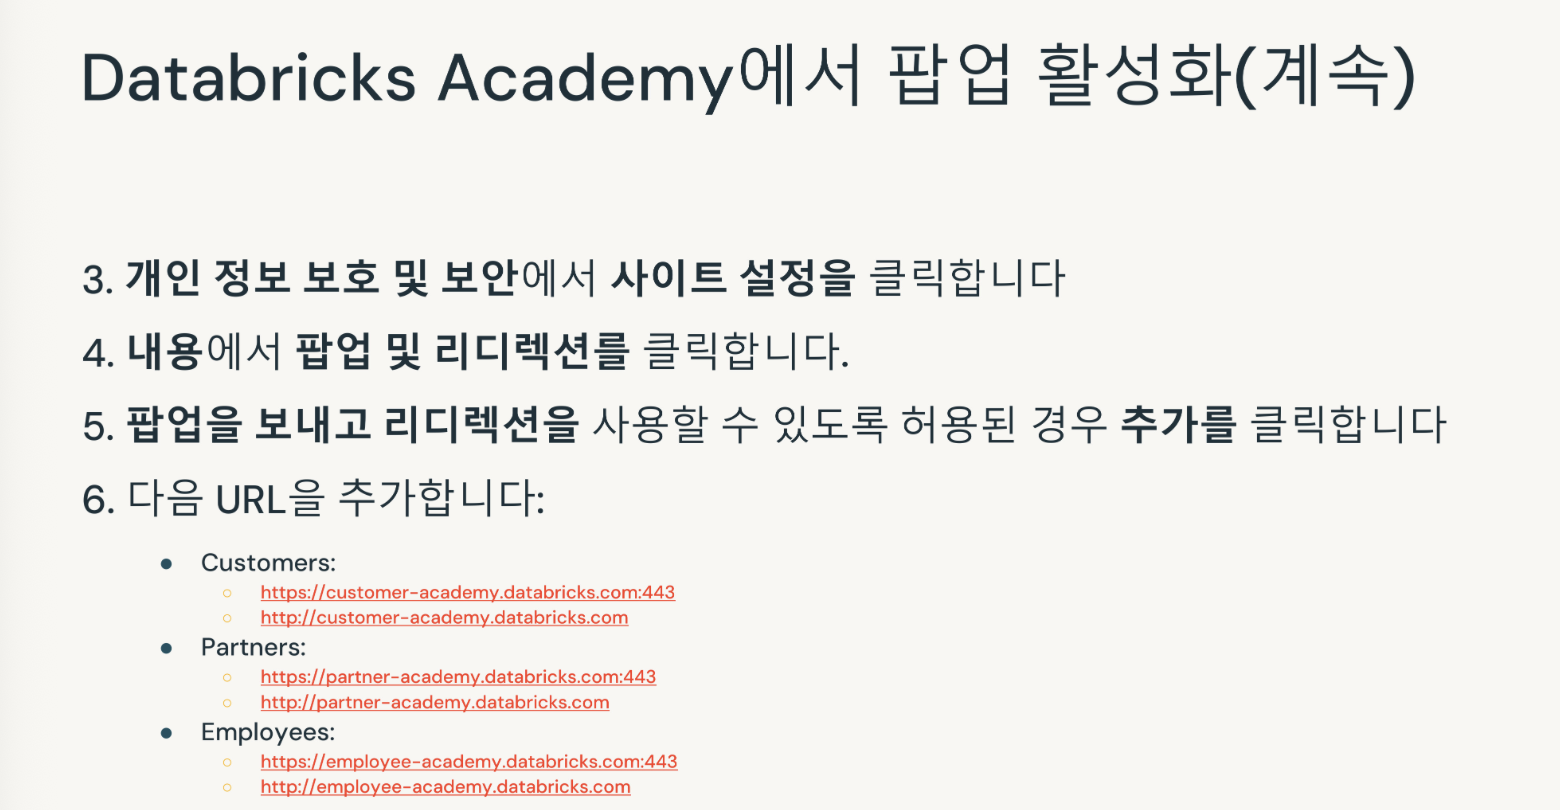 Databricks Academy에서 팝업 활성화(계속)
3. 개인 정보 보호 및 보안에서 사이트 설정을 클릭합니다
4. 내용에서 팝업 및 리디렉션를 클릭합니다.
5. 팝업을 보내고 리디렉션을 사용할 수 있도록 허용된 경우 추가를 클릭합니다
6. 다음 URL을 추가합니다:
● Customers:
○ https://customer-academy.databricks.com:443
○ http://customer-academy.databricks.com
● Partners:
○ https://partner-academy.databricks.com:443
○ http://partner-academy.databricks.com
● Employees:
○ https://employee-academy.databricks.com:443
○ http://employee-academy.databricks.com